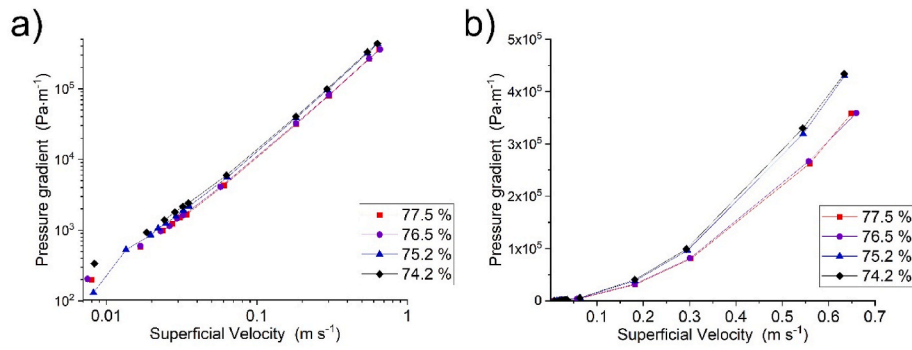 a)
Pressure gradient (Pa·m⁻¹)
10⁵
10⁴
10³
10²
0.01
0.1
1
Superficial Velocity (m s⁻¹)
77.5 %
76.5 %
75.2 %
74.2 %
b)
Pressure gradient (Pa·m⁻¹)
5x10⁵
4x10⁵
3x10⁵
2x10⁵
1x10⁵
0
0.1
0.2
0.3
0.4
0.5
0.6
0.7
Superficial Velocity (m s⁻¹)
77.5 %
76.5 %
75.2 %
74.2 %